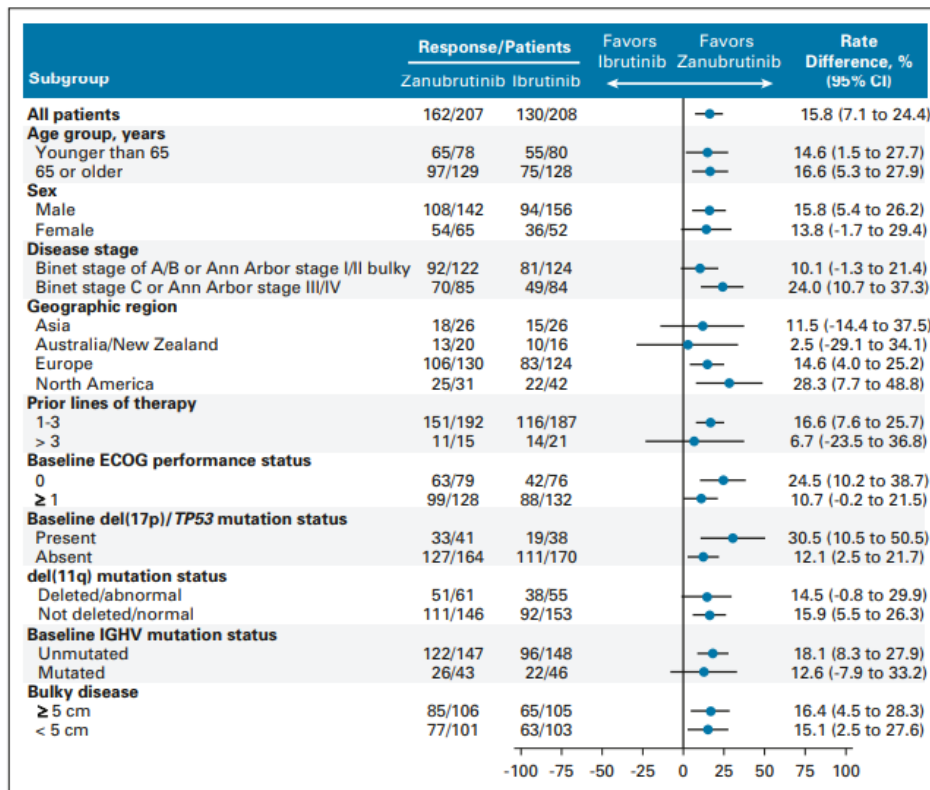 Subgroup Response/Patients Favors Ibrutinib Favors Zanubrutinib Rate Difference, % (95% CI)
Zanubrutinib Ibrutinib
All patients 162/207 130/208 15.8 (7.1 to 24.4)
Age group, years
Younger than 65 65/78 55/80 14.6 (1.5 to 27.7)
65 or older 97/129 75/128 16.6 (5.3 to 27.9)
Sex
Male 108/142 94/156 15.8 (5.4 to 26.2)
Female 54/65 36/52 13.8 (-1.7 to 29.4)
Disease stage
Binet stage of A/B or Ann Arbor stage I/II bulky 92/122 81/124 10.1 (-1.3 to 21.4)
Binet stage C or Ann Arbor stage III/IV 70/85 49/84 24.0 (10.7 to 37.3)
Geographic region
Asia 18/26 15/26 11.5 (-14.4 to 37.5)
Australia/New Zealand 13/20 10/16 2.5 (-29.1 to 34.1)
Europe 106/130 83/124 14.6 (4.0 to 25.2)
North America 25/31 22/42 28.3 (7.7 to 48.8)
Prior lines of therapy
1-3 151/192 116/187 16.6 (7.6 to 25.7)
> 3 11/15 14/21 6.7 (-23.5 to 36.8)
Baseline ECOG performance status
0 63/79 42/76 24.5 (10.2 to 38.7)
≥ 1 99/128 88/132 10.7 (-0.2 to 21.5)
Baseline del(17p)/TP53 mutation status
Present 33/41 19/38 30.5 (10.5 to 50.5)
Absent 127/164 111/170 12.1 (2.5 to 21.7)
del(11q) mutation status
Deleted/abnormal 51/61 38/55 14.5 (-0.8 to 29.9)
Not deleted/normal 111/146 92/153 15.9 (5.5 to 26.3)
Baseline IGHV mutation status
Unmutated 122/147 96/148 18.1 (8.3 to 27.9)
Mutated 26/43 22/46 12.6 (-7.9 to 33.2)
Bulky disease
≥ 5 cm 85/106 65/105 16.4 (4.5 to 28.3)
< 5 cm 77/101 63/103 15.1 (2.5 to 27.6)
-100 -75 -50 -25 0 25 50 75 100